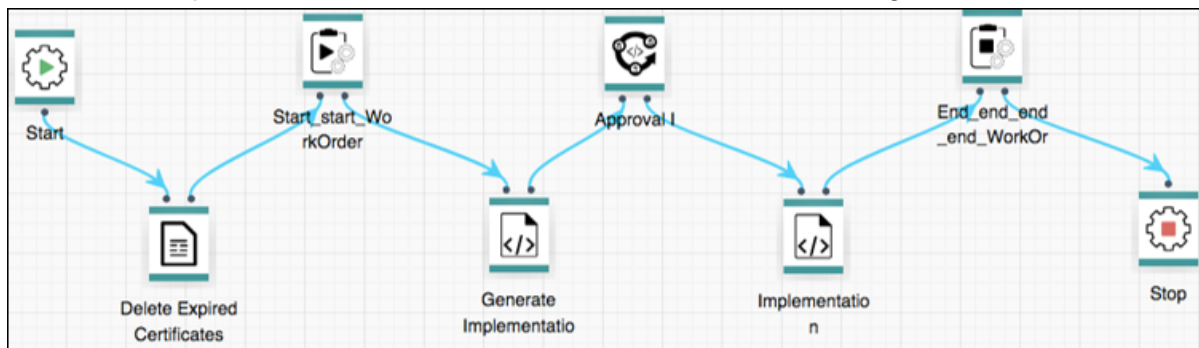 Start
Delete Expired
Certificates
Start_start_Wo
rkOrder
Generate
Implementatio
Approval I
Implementatio
n
End_end_end
_end_WorkOr
Stop